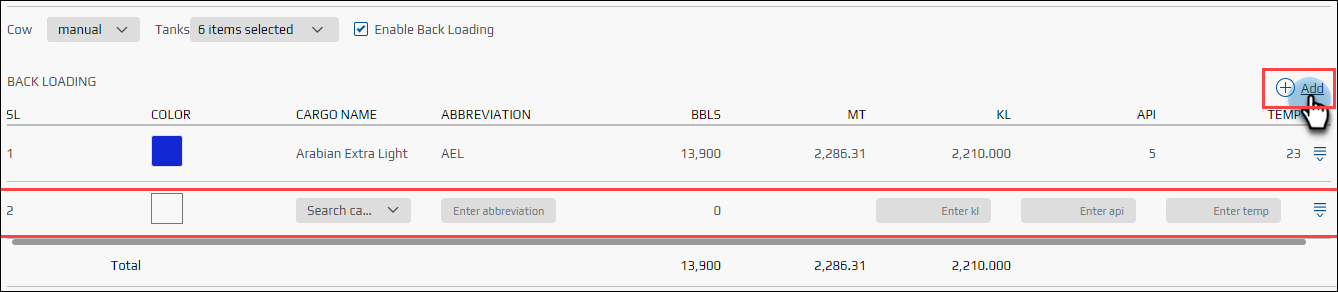 Cow manual Tanks 6 items selected Enable Back Loading
BACK LOADING Add
SL COLOR CARGO NAME ABBREVIATION BBLS MT KL API TEMP
1 Arabian Extra Light AEL 13,900 2,286.31 2,210.000 5 23
2 Search ca... Enter abbreviation 0 Enter kl Enter api Enter temp
Total 13,900 2,286.31 2,210.000